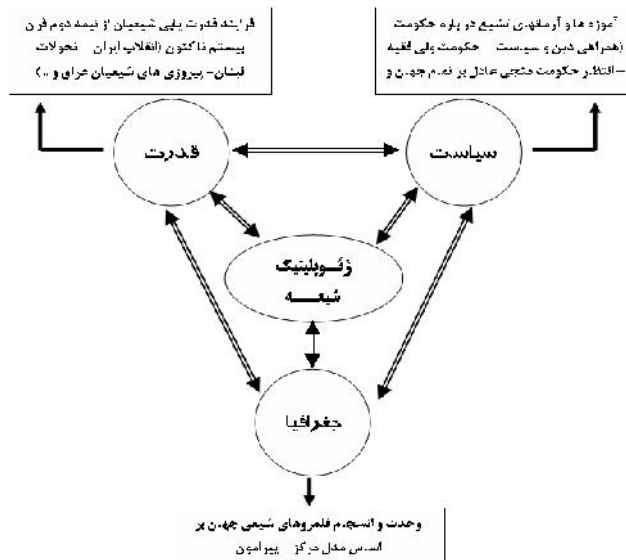 آموزه ها و آرمانهای تشیع در باره حکومت
(همراهی دین و سیاست – حکومت ولی فقیه
– انتظار حکومت منجی عادل بر تمام جهان و
فرایند قدرت یابی شیعیان از نیمه دوم قرن
بیستم تاکنون (انقلاب ایران – تحولات
لبنان– پیروزی های شیعیان عراق و ..)
سیاست
قدرت
ژئوپلیتیک
شیعه
جغرافیا
وحدت و انسجام قلمروهای شیعی جهان بر
اساس مدل مرکز – پیرامون